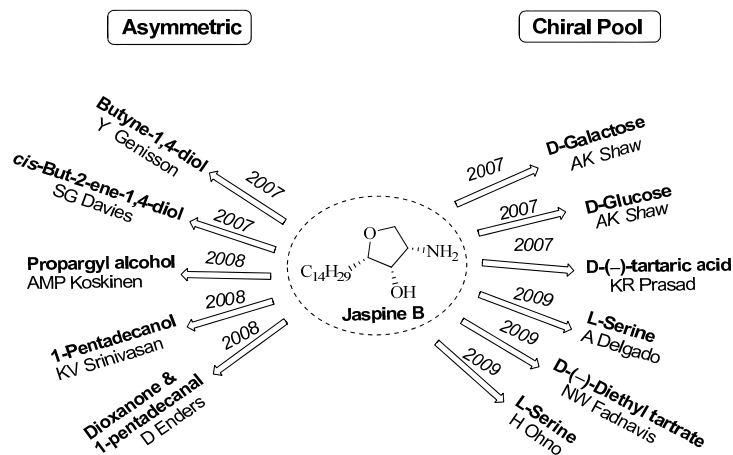 Asymmetric
Chiral Pool
Butyne-1,4-diol
Y Genisson
2007
cis-But-2-ene-1,4-diol
SG Davies
2007
Propargyl alcohol
AMP Koskinen
2008
1-Pentadecanol
KV Srinivasan
2008
Dioxanone &
1-pentadecanal
D Enders
2008
O
NH2
C14H29
OH
Jaspine B
D-Galactose
AK Shaw
2007
D-Glucose
AK Shaw
2007
D-(–)-tartaric acid
KR Prasad
2007
L-Serine
A Delgado
2009
D-(–)-Diethyl tartrate
NW Fadnavis
2009
L-Serine
H Ohno
2009